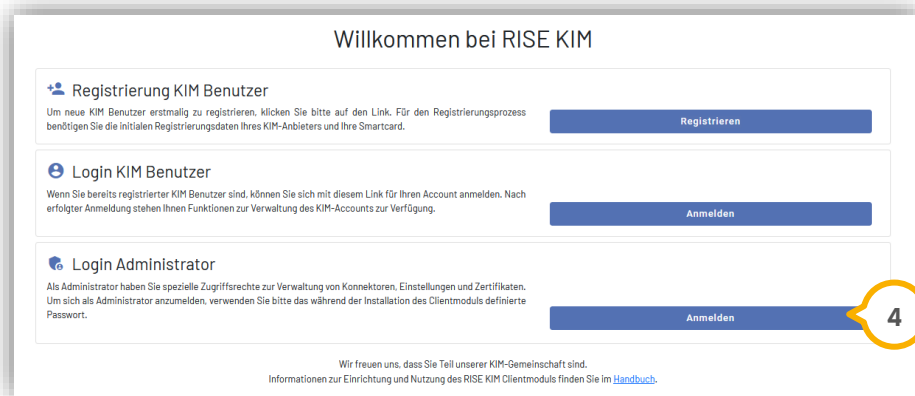 Willkommen bei RISE KIM
Registrierung KIM Benutzer
Um neue KIM Benutzer erstmalig zu registrieren, klicken Sie bitte auf den Link. Für den Registrierungsprozess
benötigen Sie die initialen Registrierungsdaten Ihres KIM-Anbieters und Ihre Smartcard.
Registrieren
Login KIM Benutzer
Wenn Sie bereits registrierter KIM Benutzer sind, können Sie sich mit diesem Link für Ihren Account anmelden. Nach
erfolgter Anmeldung stehen Ihnen Funktionen zur Verwaltung des KIM-Accounts zur Verfügung.
Anmelden
Login Administrator
Als Administrator haben Sie spezielle Zugriffsrechte zur Verwaltung von Konnektoren, Einstellungen und Zertifikaten.
Um sich als Administrator anzumelden, verwenden Sie bitte das während der Installation des Clientmoduls definierte
Passwort.
Anmelden
4
Wir freuen uns, dass Sie Teil unserer KIM-Gemeinschaft sind.
Informationen zur Einrichtung und Nutzung des RISE KIM Clientmoduls finden Sie im Handbuch.